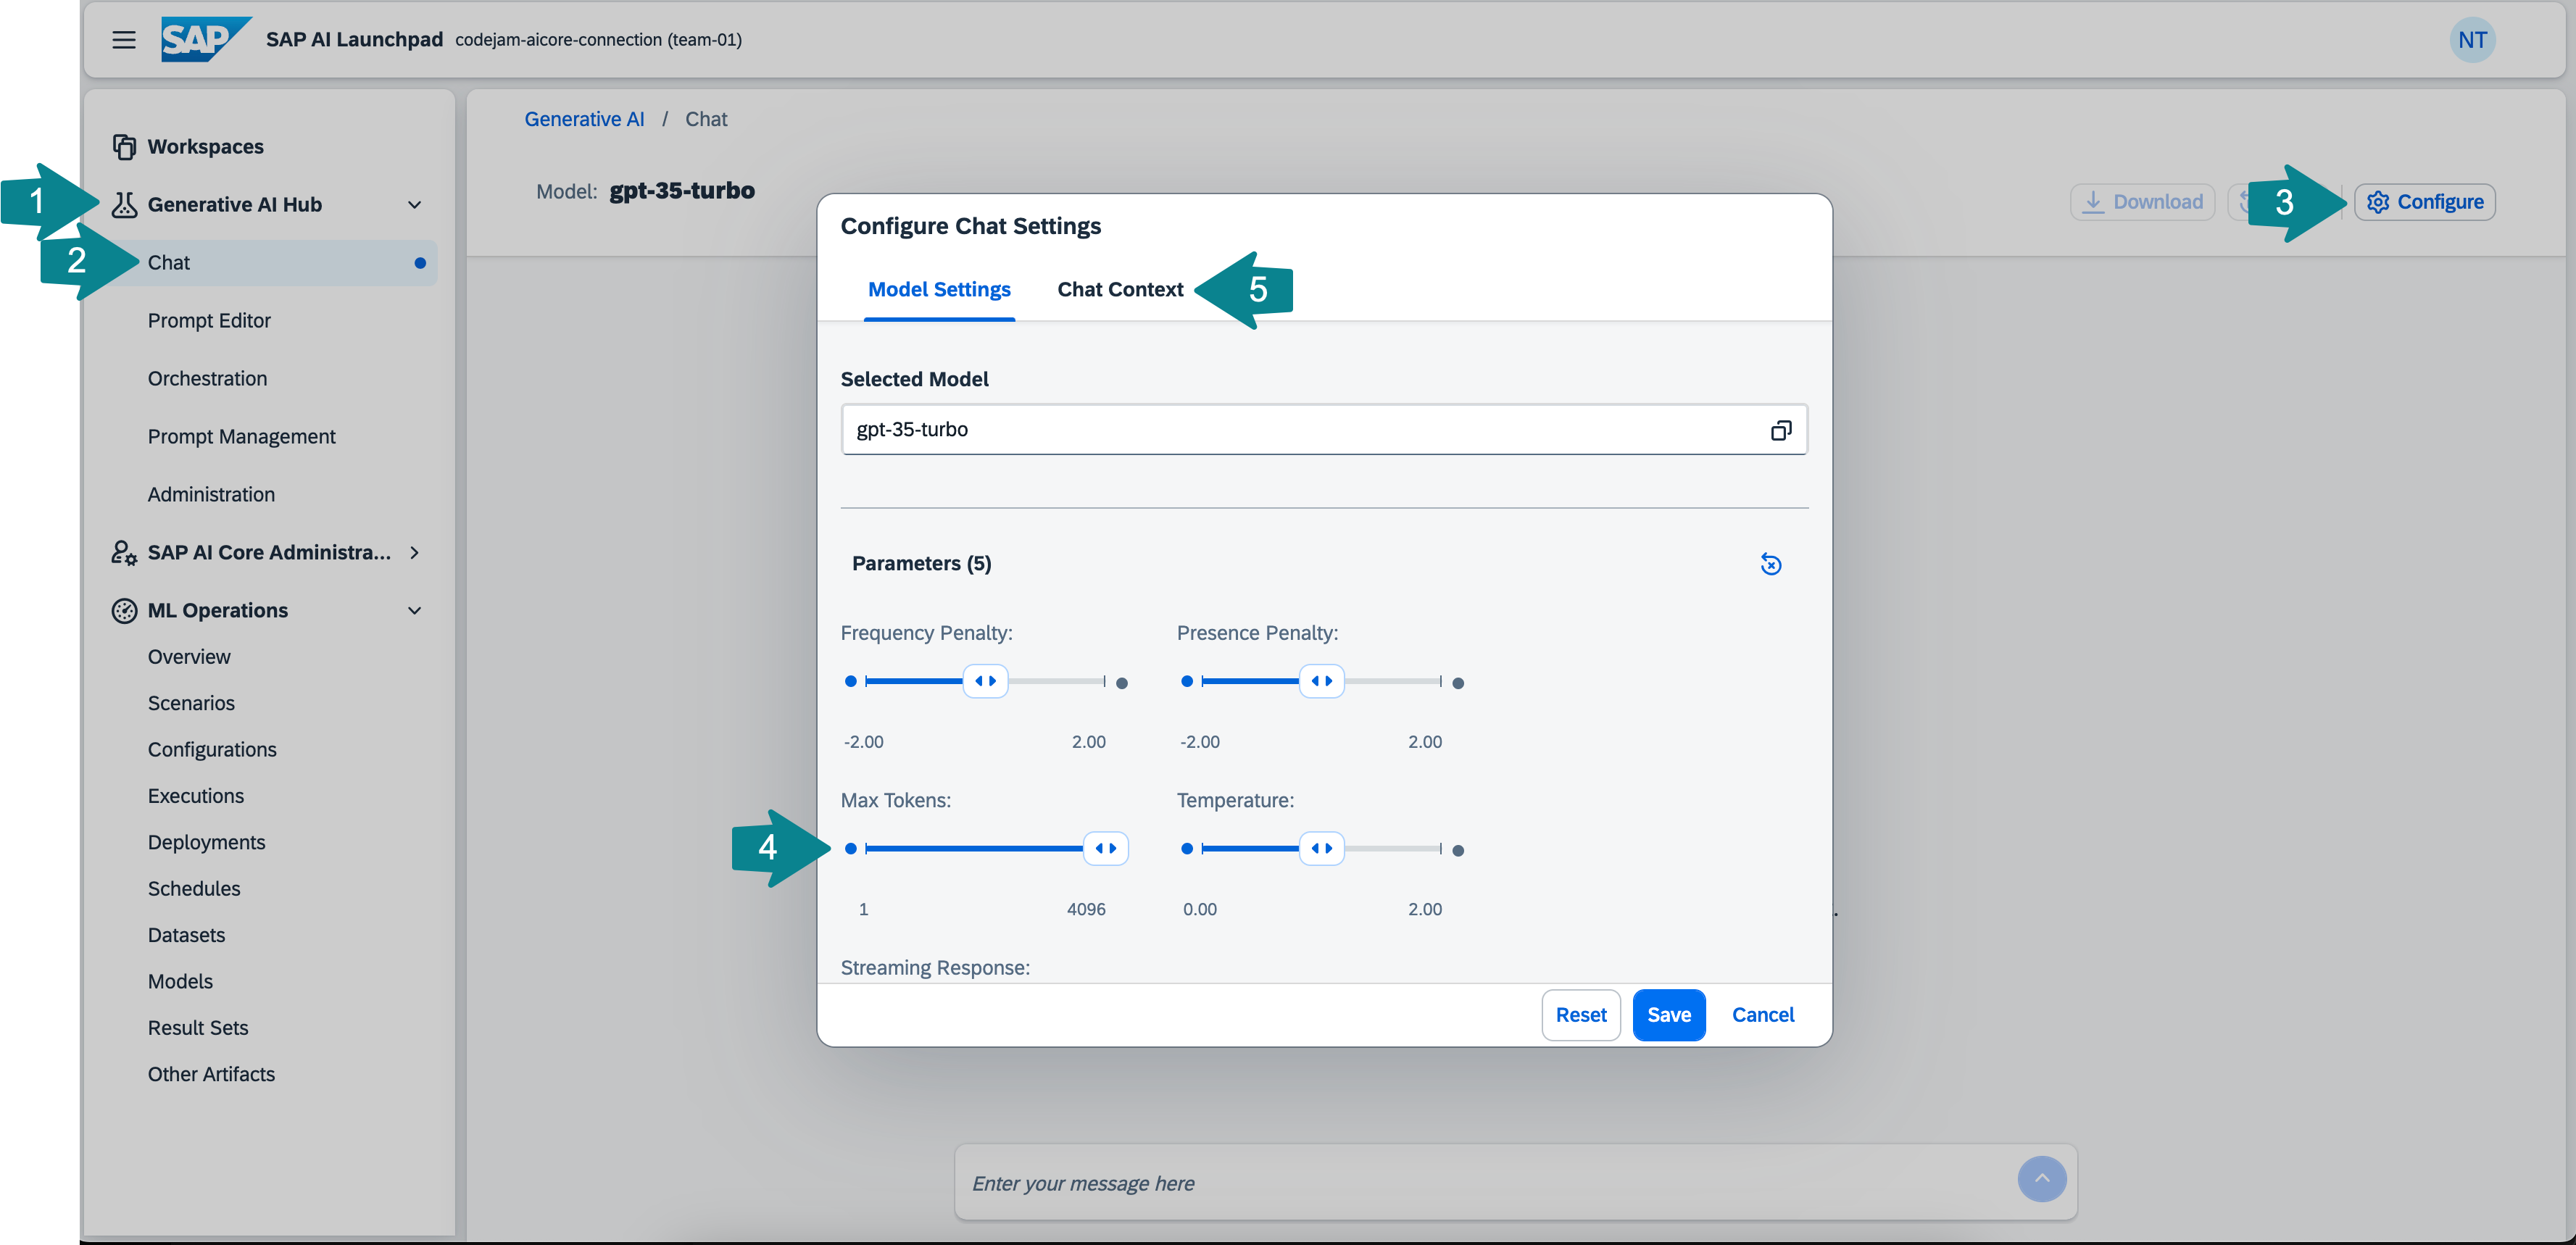 SAP SAP AI Launchpad codejam-aicore-connection (team-01) NT
Workspaces
1 Generative AI Hub
2 Chat
Prompt Editor
Orchestration
Prompt Management
Administration
SAP AI Core Administra...
ML Operations
Overview
Scenarios
Configurations
Executions
Deployments
Schedules
Datasets
Models
Result Sets
Other Artifacts
Generative AI / Chat
Model: gpt-35-turbo
Download 3 Configure
Configure Chat Settings
Model Settings Chat Context 5
Selected Model
gpt-35-turbo
Parameters (5)
Frequency Penalty: Presence Penalty:
-2.00 2.00 -2.00 2.00
Max Tokens: Temperature:
4
1 4096 0.00 2.00
.
Streaming Response:
Reset Save Cancel
Enter your message here